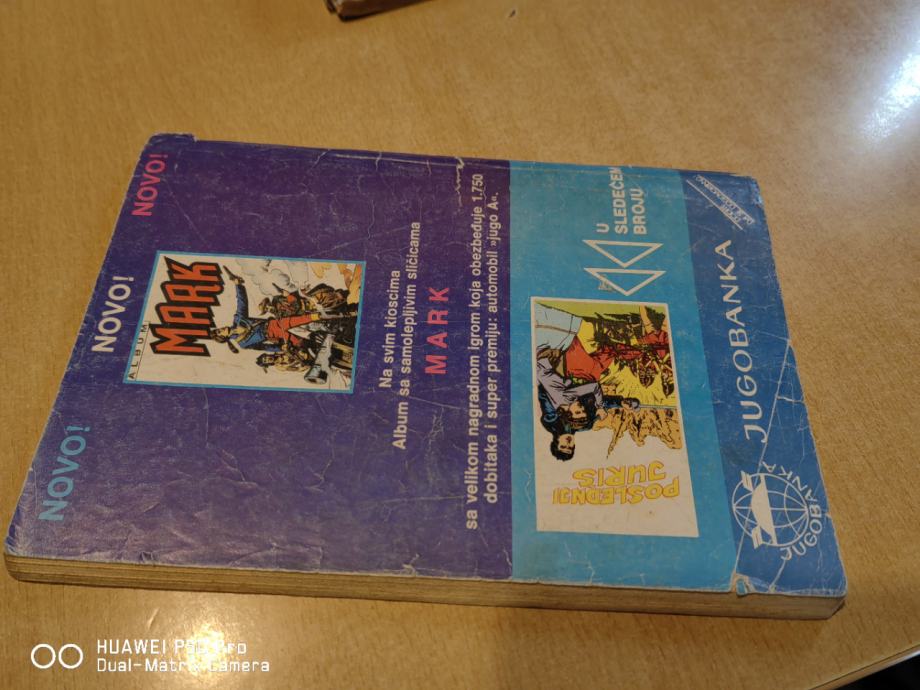 NOVO!
NOVO!
NOVO!
ALBUM
MARK
Na svim kioscima
Album sa samolepljivim sličicama
MARK
sa velikom nagradnom igrom koja obezbeđuje 1.750
dobitaka i super premiju: automobil »jugo A«.
POSLEDNJI
JURIŠ
U
SLEDEĆEM
BROJU
JUGOBANKA
JUGOBANKA
HUAWEI P30 Pro
Dual-Matrix Camera